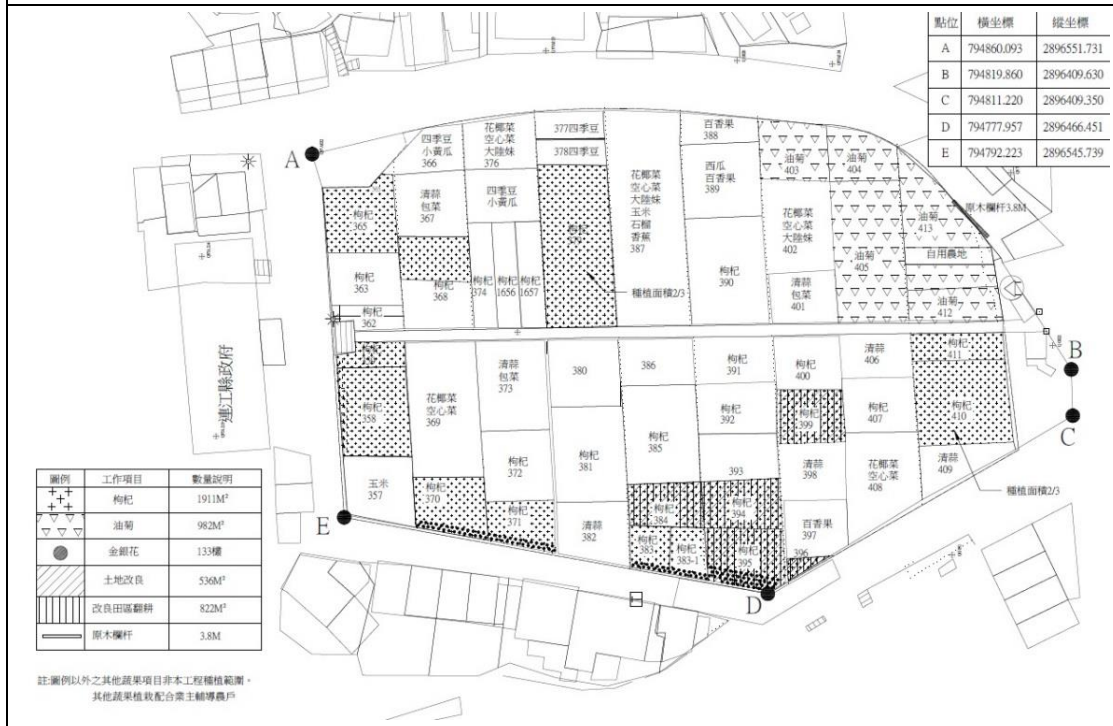 點位 橫坐標 縱坐標
A 794860.093 2896551.731
B 794819.860 2896409.630
C 794811.220 2896409.350
D 794777.957 2896466.451
E 794792.223 2896545.739
A
四季豆
小黃瓜
366
花椰菜
空心菜
大陸妹
376
377四季豆
378四季豆
百香果
388
油菊
403
油菊
404
原木欄杆3.8M
枸杞
365
清蒜
包菜
367
四季豆
小黃瓜
花椰菜
空心菜
大陸妹
玉米
石榴
香蕉
387
西瓜
百香果
389
花椰菜
空心菜
大陸妹
402
油菊
413
油菊
405
自用農地
枸杞
363
枸杞
368
枸杞
374
枸杞
1656
枸杞
1657
種植面積2/3
枸杞
390
清蒜
包菜
401
油菊
412
枸杞
362
連江縣政府
枸杞
358
花椰菜
空心菜
369
清蒜
包菜
373
380
386
枸杞
391
枸杞
400
清蒜
406
枸杞
411
B
枸杞
392
枸杞
399
枸杞
407
枸杞
410
C
玉米
357
枸杞
370
枸杞
372
枸杞
371
枸杞
381
枸杞
385
393
清蒜
398
花椰菜
空心菜
408
清蒜
409
種植面積2/3
E
清蒜
382
枸杞
384
枸杞
394
枸杞
383
枸杞
383-1
枸杞
395
百香果
397
396
D
圖例 工作項目 數量說明
枸杞 1911M²
油菊 982M²
金銀花 133欉
土地改良 536M²
改良田區翻耕 822M²
原木欄杆 3.8M
註:圖例以外之其他蔬果項目非本工程種植範圍，
其他蔬果植栽配合業主輔導農戶